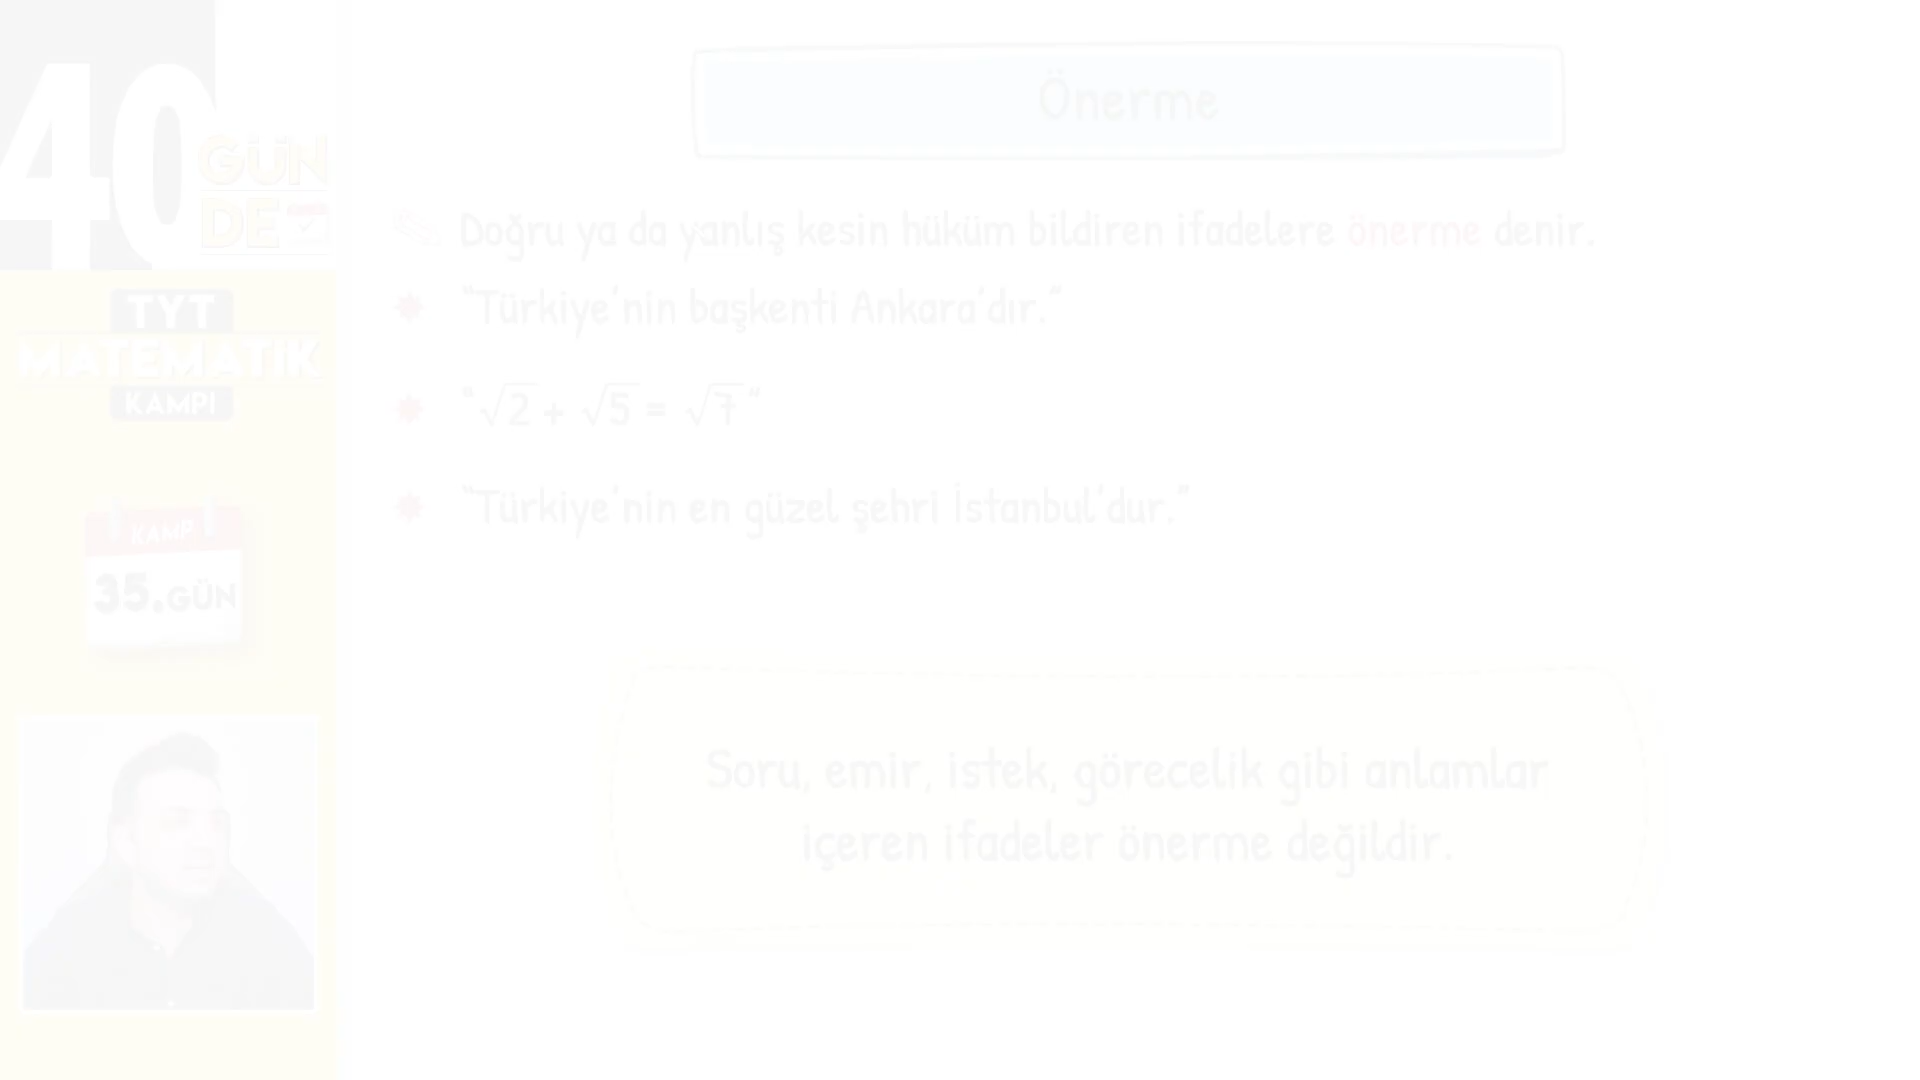 40
GÜN
DE
TYT
MATEMATİK
KAMPI
KAMP
35.GÜN
Önerme
Doğru ya da yanlış kesin hüküm bildiren ifadelere önerme denir.
"Türkiye'nin başkenti Ankara'dır."
"√2 + √5 = √7"
"Türkiye'nin en güzel şehri İstanbul'dur."
Soru, emir, istek, görecelik gibi anlamlar
içeren ifadeler önerme değildir.